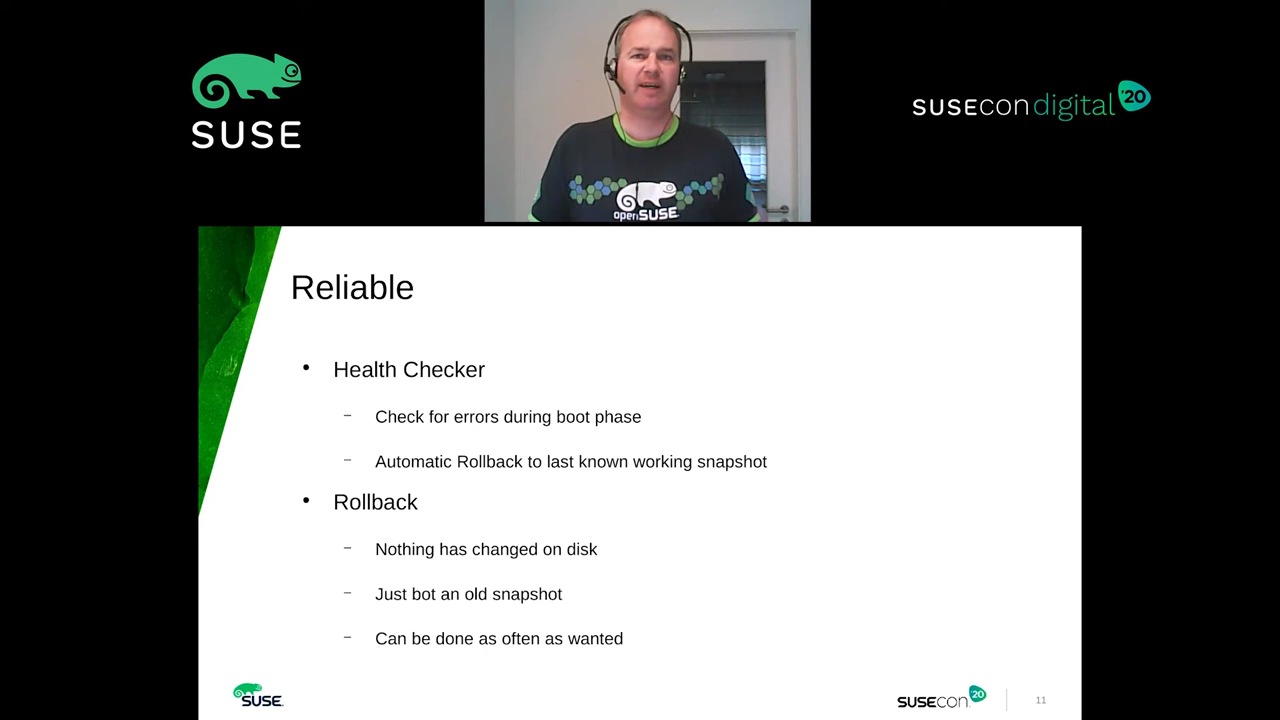 SUSE
SUSEcon digital '20
openSUSE
Reliable
• Health Checker
– Check for errors during boot phase
– Automatic Rollback to last known working snapshot
• Rollback
– Nothing has changed on disk
– Just bot an old snapshot
– Can be done as often as wanted
SUSE
SUSEcon '20
11